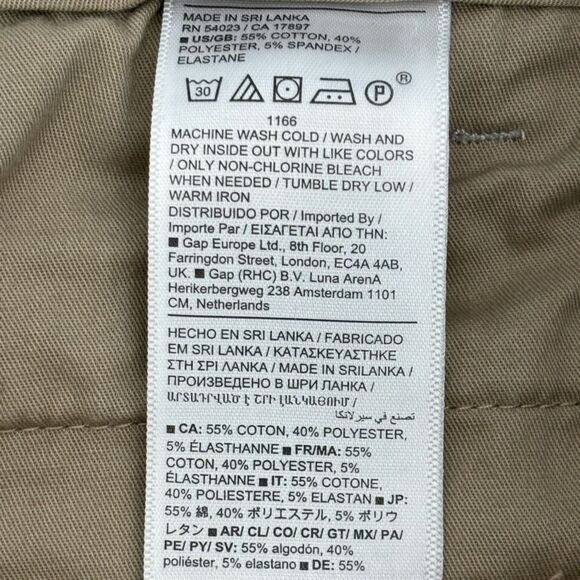 MADE IN SRI LANKA
RN 54023 / CA 17897
■ US/GB: 55% COTTON, 40%
POLYESTER, 5% SPANDEX /
ELASTANE
30 P ®
1166
MACHINE WASH COLD / WASH AND
DRY INSIDE OUT WITH LIKE COLORS
/ ONLY NON-CHLORINE BLEACH
WHEN NEEDED / TUMBLE DRY LOW /
WARM IRON
DISTRIBUIDO POR / Imported By /
Importe Par / ΕΙΣΑΓΕΤΑΙ ΑΠΟ ΤΗΝ:
■ Gap Europe Ltd., 8th Floor, 20
Farringdon Street, London, EC4A 4AB,
UK. ■ Gap (RHC) B.V. Luna ArenA
Herikerbergweg 238 Amsterdam 1101
CM, Netherlands
HECHO EN SRI LANKA / FABRICADO
EM SRI LANKA / ΚΑΤΑΣΚΕΥΑΣΤΗΚΕ
ΣΤΗ ΣΡΙ ΛΑΝΚΑ / MADE IN SRILANKA /
ПРОИЗВЕДЕНО В ШРИ ЛАНКА /
ԱՐՏԱԴՐՎԱԾ Է ՇՐԻ ԼԱՆԿԱՅՈՒՄ /
تصنع في سيرلانكا
■ CA: 55% COTON, 40% POLYESTER,
5% ÉLASTHANNE ■ FR/MA: 55%
COTON, 40% POLYESTER, 5%
ÉLASTHANNE ■ IT: 55% COTONE,
40% POLIESTERE, 5% ELASTAN ■ JP:
55% 綿, 40% ポリエステル, 5% ポリウ
レタン ■ AR/ CL/ CO/ CR/ GT/ MX/ PA/
PE/ PY/ SV: 55% algodón, 40%
poliéster, 5% elastano ■ DE: 55%